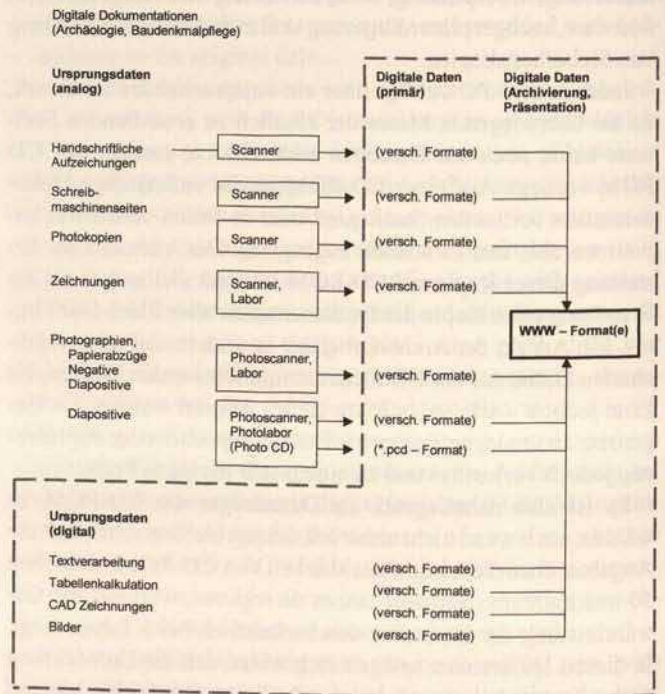 Digitale Dokumentationen
(Archäologie, Baudenkmalpflege)
Ursprungsdaten
(analog)
Digitale Daten
(primär)
Digitale Daten
(Archivierung,
Präsentation)
Handschriftliche
Aufzeichungen
Scanner
(versch. Formate)
Schreib-
maschinenseiten
Scanner
(versch. Formate)
Photokopien
Scanner
(versch. Formate)
Zeichnungen
Scanner,
Labor
(versch. Formate)
WWW – Format(e)
Photographien,
Papierabzüge
Negative
Diapositive
Photoscanner,
Labor
(versch. Formate)
Diapositive
Photoscanner,
Photolabor
(Photo CD)
(versch. Formate)
(*.pcd – Format)
Ursprungsdaten
(digital)
Textverarbeitung
(versch. Formate)
Tabellenkalkulation
(versch. Formate)
CAD Zeichnungen
(versch. Formate)
Bilder
(versch. Formate)